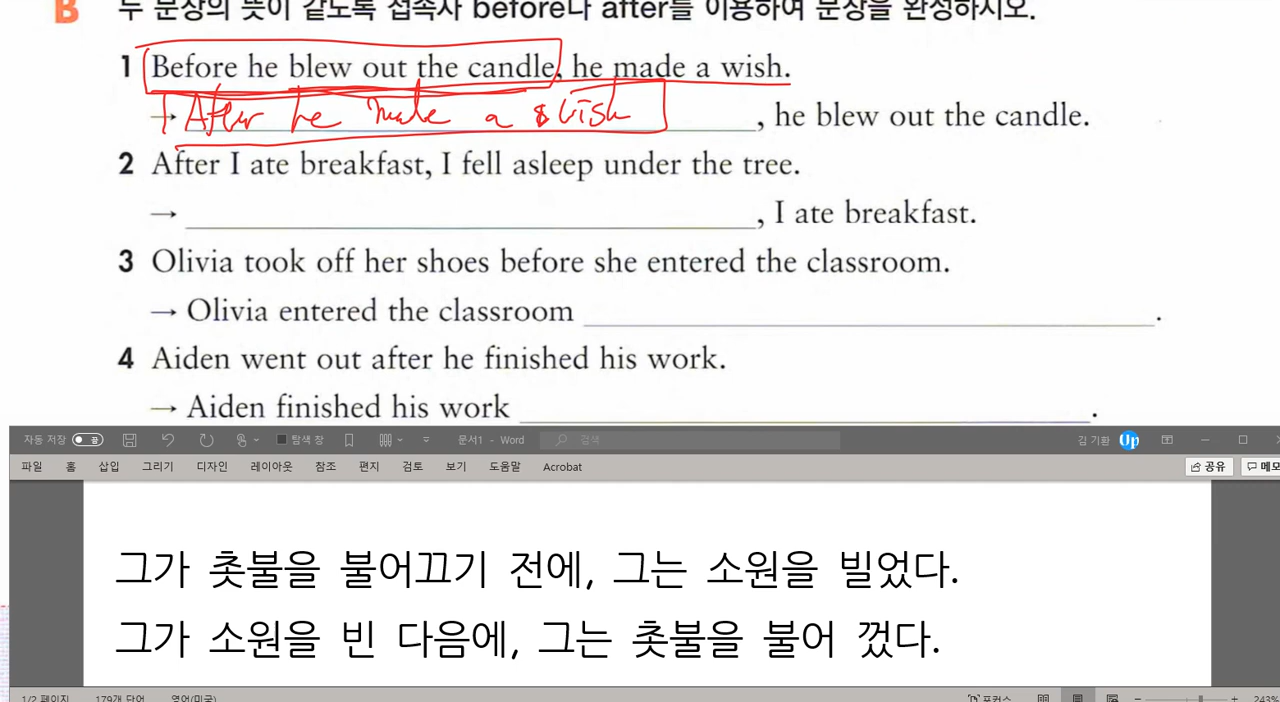 B 두 문장의 뜻이 같도록 접속사 before나 after를 이용하여 문장을 완성하시오.
1 Before he blew out the candle, he made a wish.
→ After he made a wish, he blew out the candle.
2 After I ate breakfast, I fell asleep under the tree.
→ , I ate breakfast.
3 Olivia took off her shoes before she entered the classroom.
→ Olivia entered the classroom .
4 Aiden went out after he finished his work.
→ Aiden finished his work .
자동 저장 끔 탐색 창 문서1 - Word 검색 김 기환 Up
파일 홈 삽입 그리기 디자인 레이아웃 참조 편지 검토 보기 도움말 Acrobat 공유 메모
그가 촛불을 불어끄기 전에, 그는 소원을 빌었다.
그가 소원을 빈 다음에, 그는 촛불을 불어 껐다.
1/2 페이지 179개 단어 영어(미국) 포커스 243%